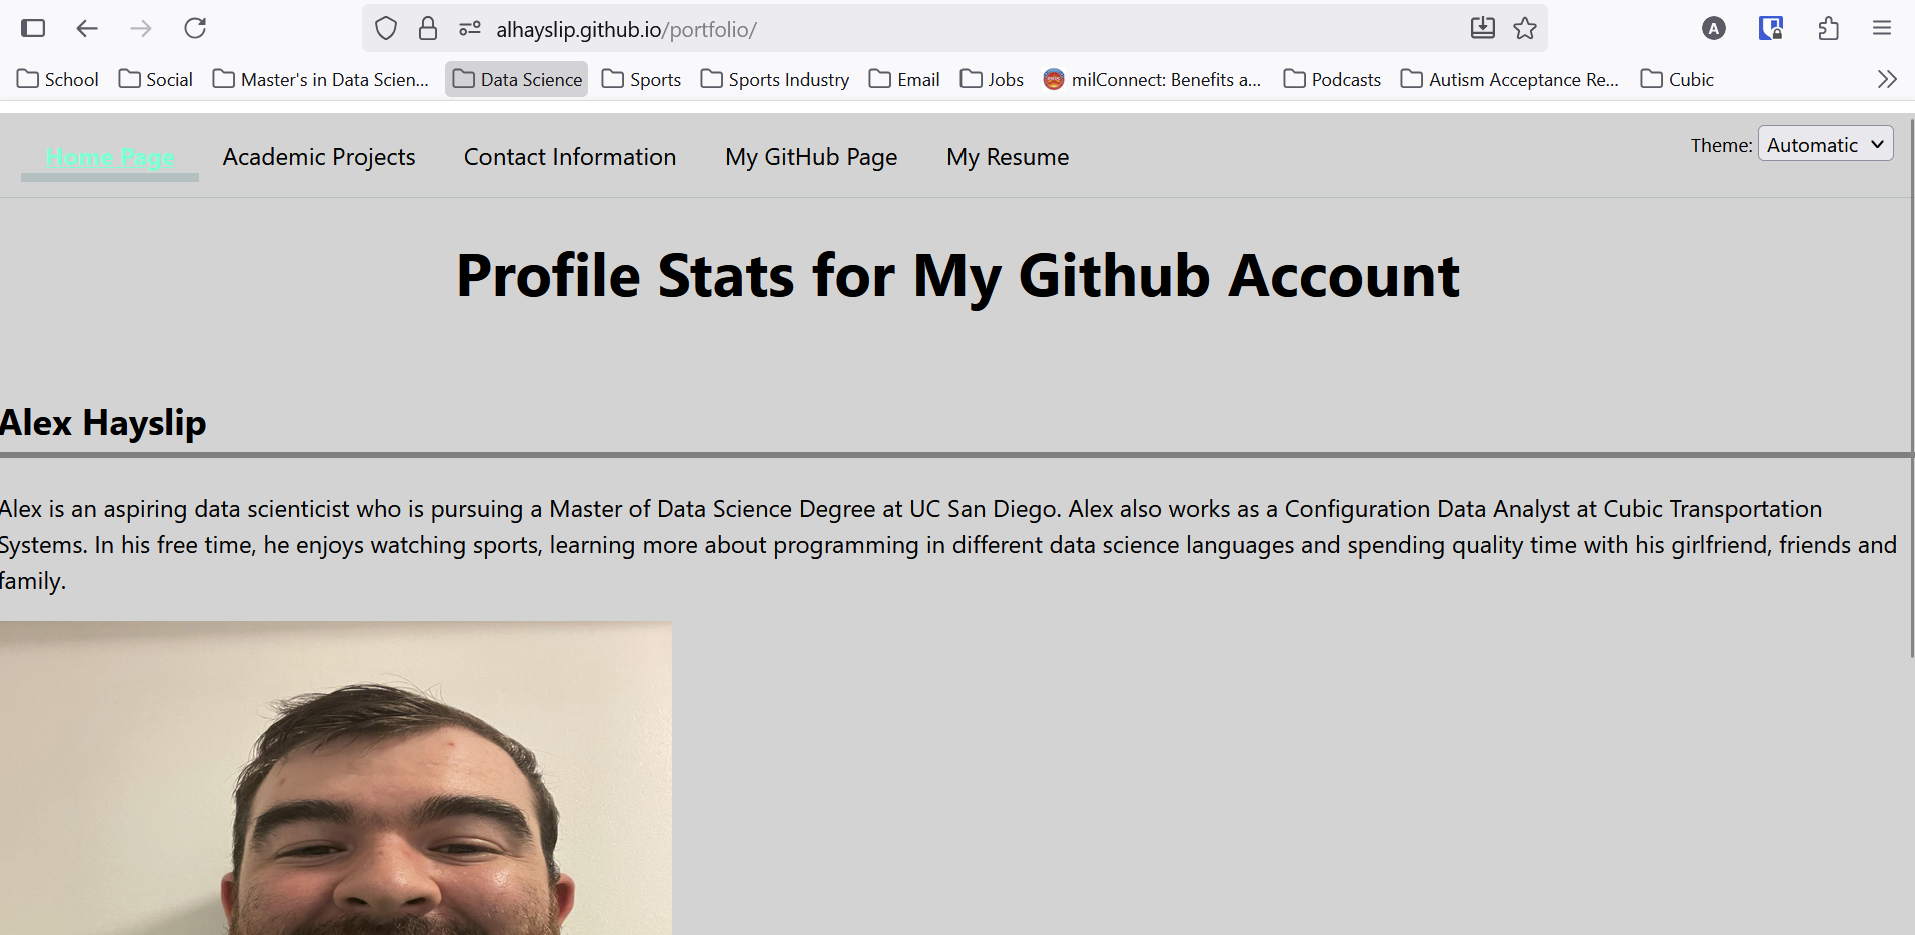 alhayslip.github.io/portfolio/
A
School Social Master's in Data Scien... Data Science Sports Sports Industry Email Jobs milConnect: Benefits a... Podcasts Autism Acceptance Re... Cubic
Home Page Academic Projects Contact Information My GitHub Page My Resume Theme: Automatic
Profile Stats for My Github Account
Alex Hayslip
Alex is an aspiring data scienticist who is pursuing a Master of Data Science Degree at UC San Diego. Alex also works as a Configuration Data Analyst at Cubic Transportation
Systems. In his free time, he enjoys watching sports, learning more about programming in different data science languages and spending quality time with his girlfriend, friends and
family.